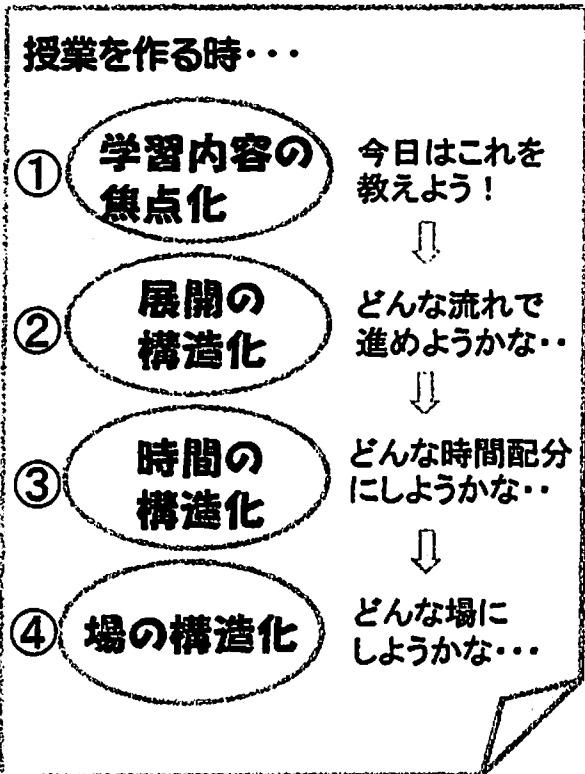 授業を作る時・・・
①
学習内容の
焦点化
今日はこれを
教えよう！
②
展開の
構造化
どんな流れで
進めようかな・・
③
時間の
構造化
どんな時間配分
にしようかな・・
④
場の構造化
どんな場に
しようかな・・・